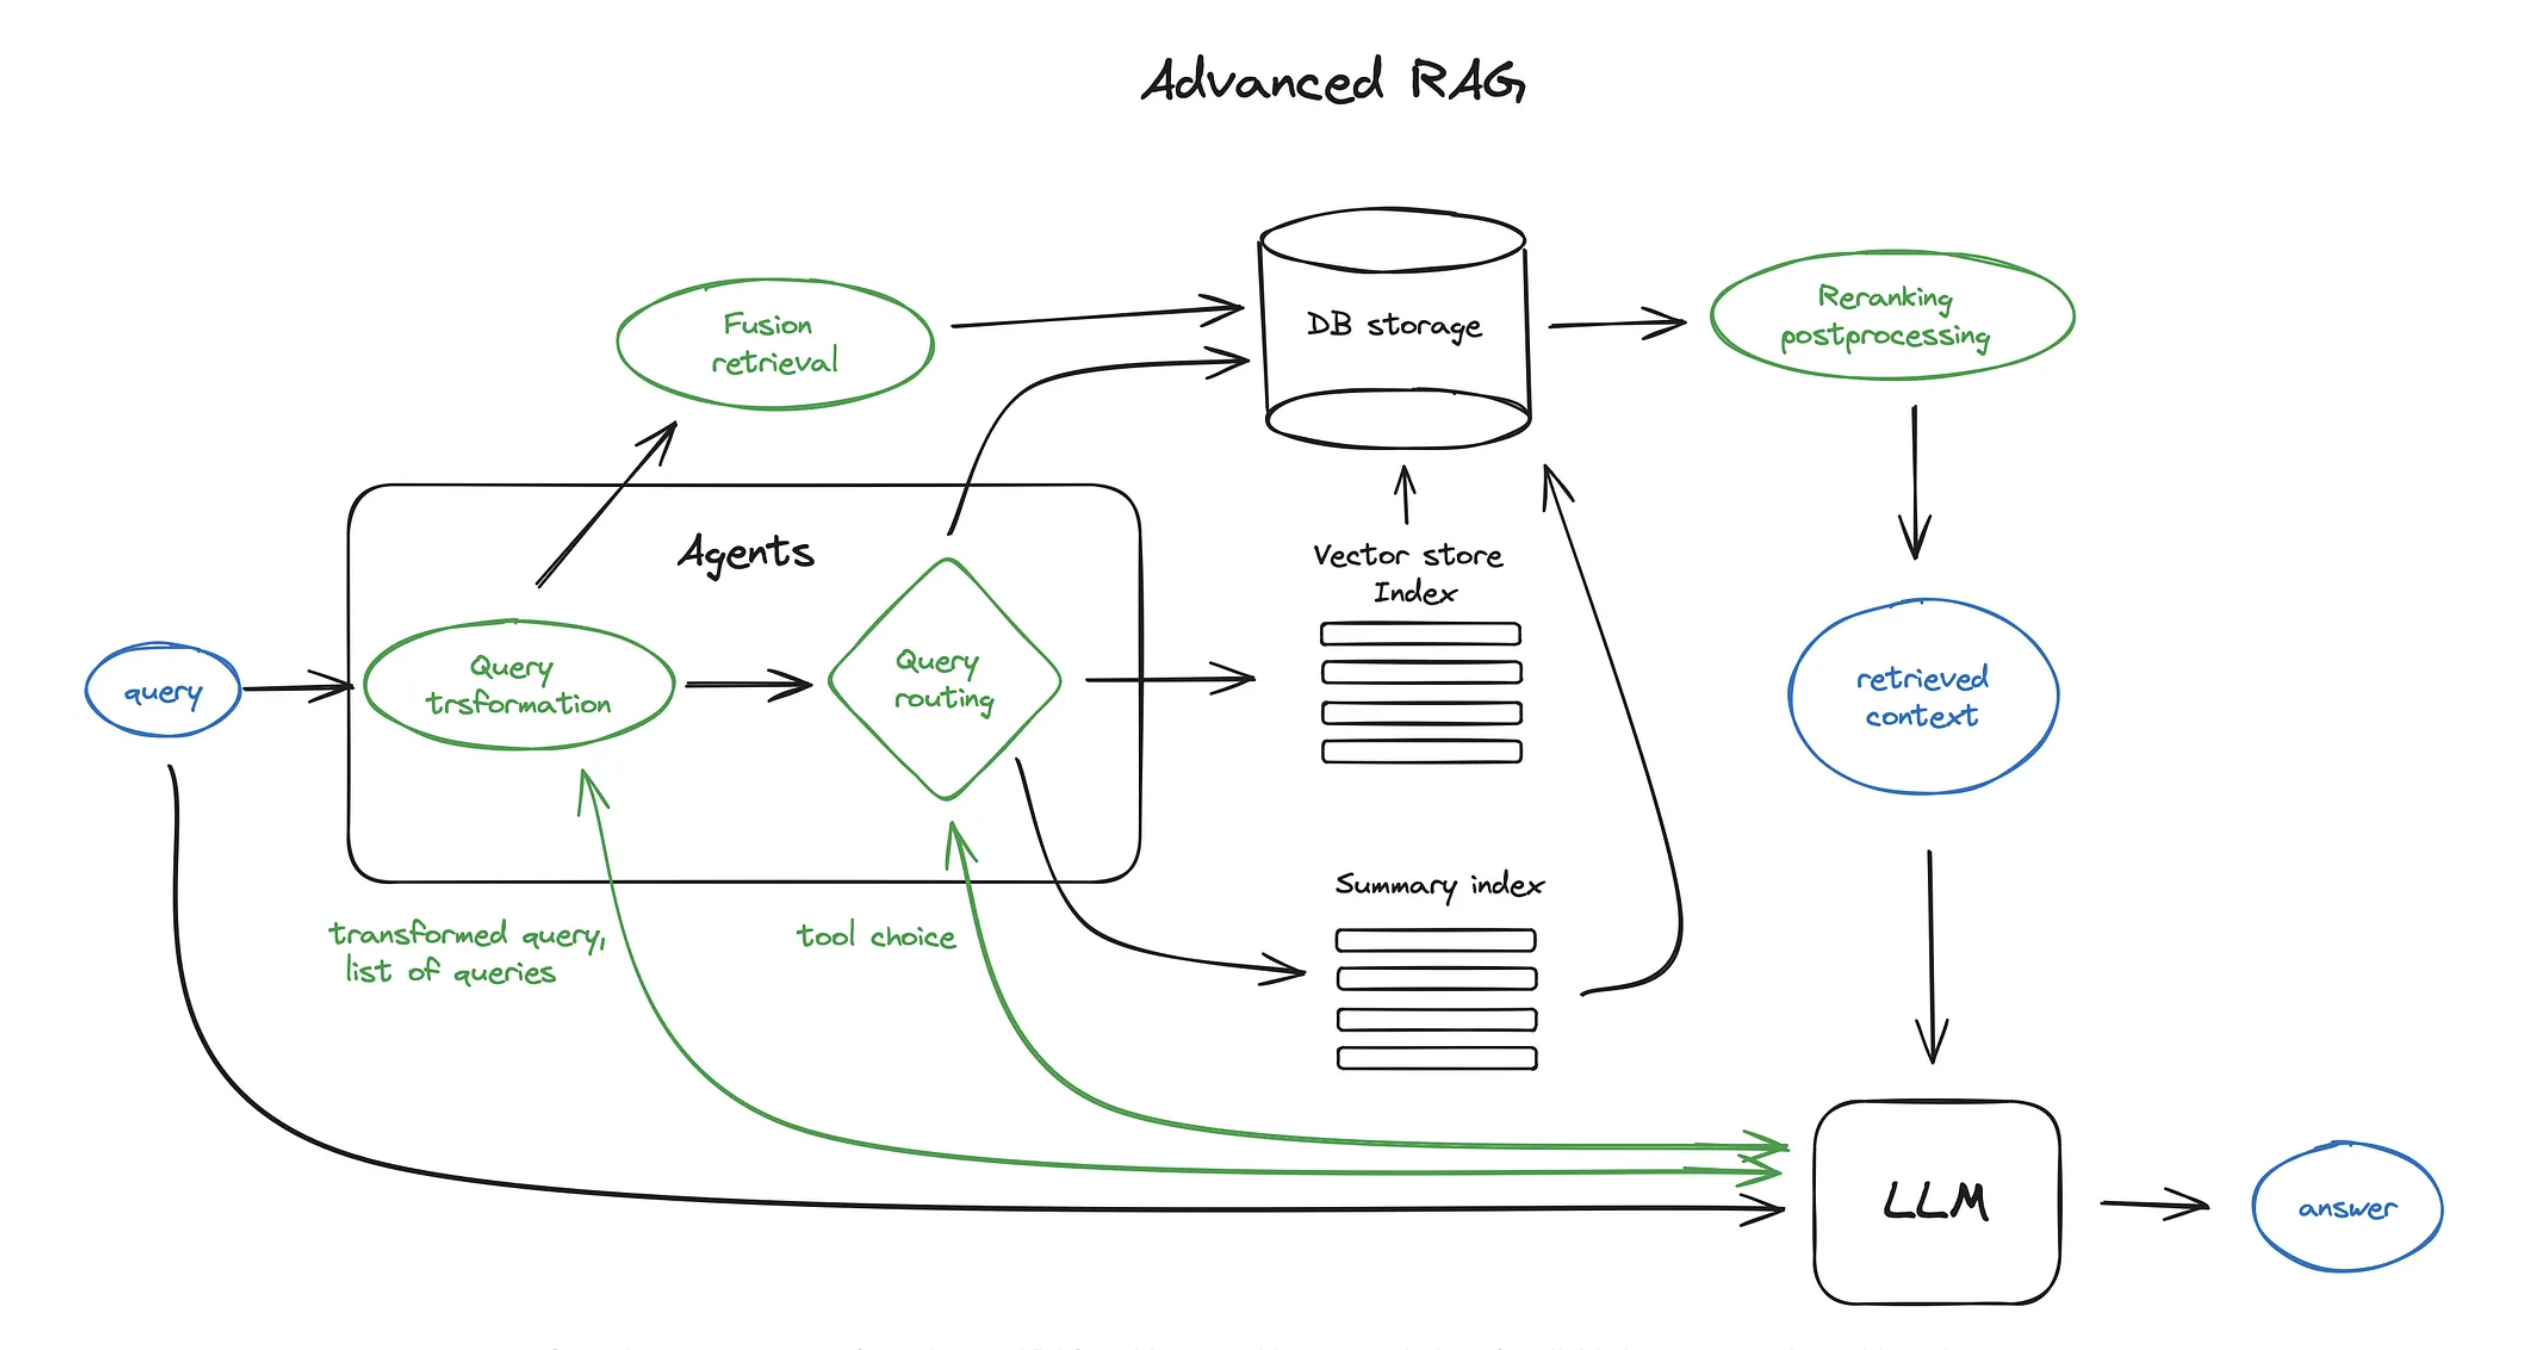 Advanced RAG
Fusion
retrieval
DB storage
Reranking
postprocessing
Agents
Vector store
Index
query
Query
trsformation
Query
routing
retrieved
context
Summary index
transformed query,
list of queries
tool choice
LLM
answer